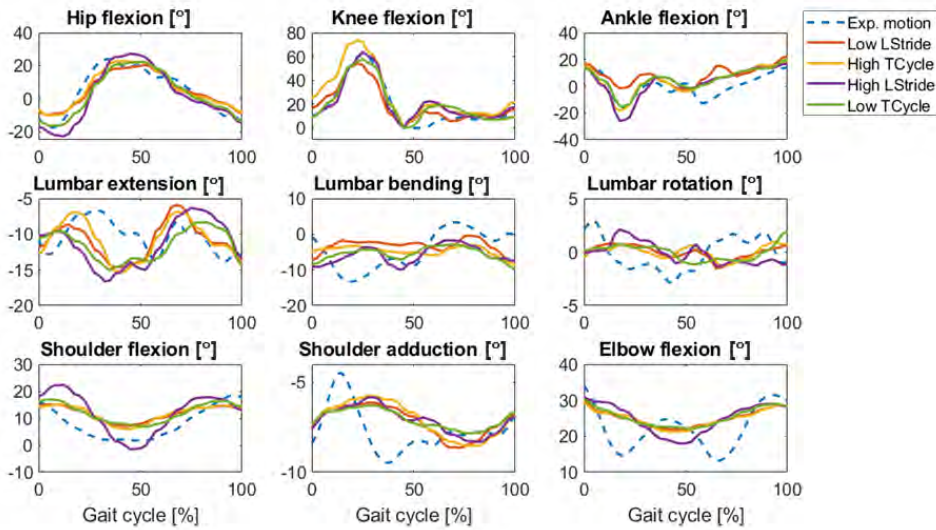 Hip flexion [°]
40
20
0
-20
0 50 100
Knee flexion [°]
80
60
40
20
0
0 50 100
Ankle flexion [°]
40
20
0
-20
-40
0 50 100
Exp. motion
Low LStride
High TCycle
High LStride
Low TCycle
Lumbar extension [°]
-5
-10
-15
-20
0 50 100
Lumbar bending [°]
10
0
-10
-20
0 50 100
Lumbar rotation [°]
5
0
-5
0 50 100
Shoulder flexion [°]
30
20
10
0
-10
0 50 100
Gait cycle [%]
Shoulder adduction [°]
-5
-10
0 50 100
Gait cycle [%]
Elbow flexion [°]
40
30
20
10
0 50 100
Gait cycle [%]